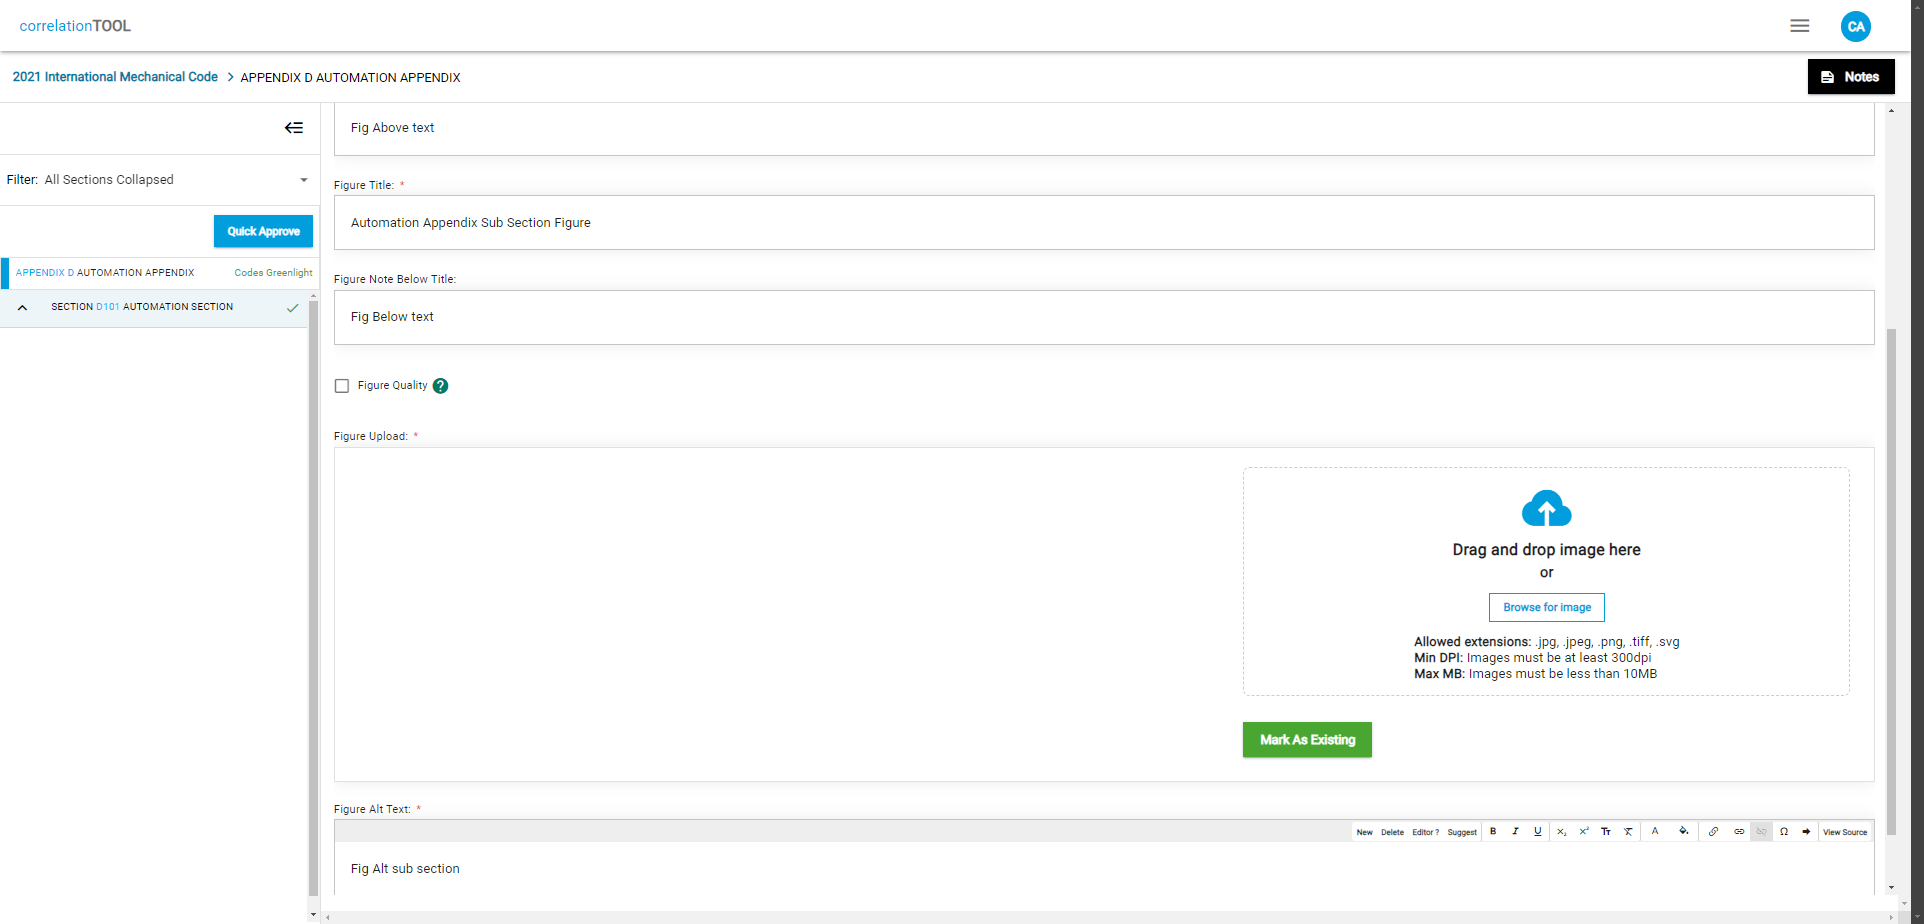 correlationTOOL
CA
2021 International Mechanical Code > APPENDIX D AUTOMATION APPENDIX
Notes
Filter: All Sections Collapsed
Quick Approve
APPENDIX D AUTOMATION APPENDIX Codes Greenlight
SECTION D101 AUTOMATION SECTION
Fig Above text
Figure Title: *
Automation Appendix Sub Section Figure
Figure Note Below Title:
Fig Below text
Figure Quality ?
Figure Upload: *
Drag and drop image here
or
Browse for image
Allowed extensions: .jpg, .jpeg, .png, .tiff, .svg
Min DPI: Images must be at least 300dpi
Max MB: Images must be less than 10MB
Mark As Existing
Figure Alt Text: *
New Delete Editor ? Suggest B I U X₂ X² Tт A Ω View Source
Fig Alt sub section